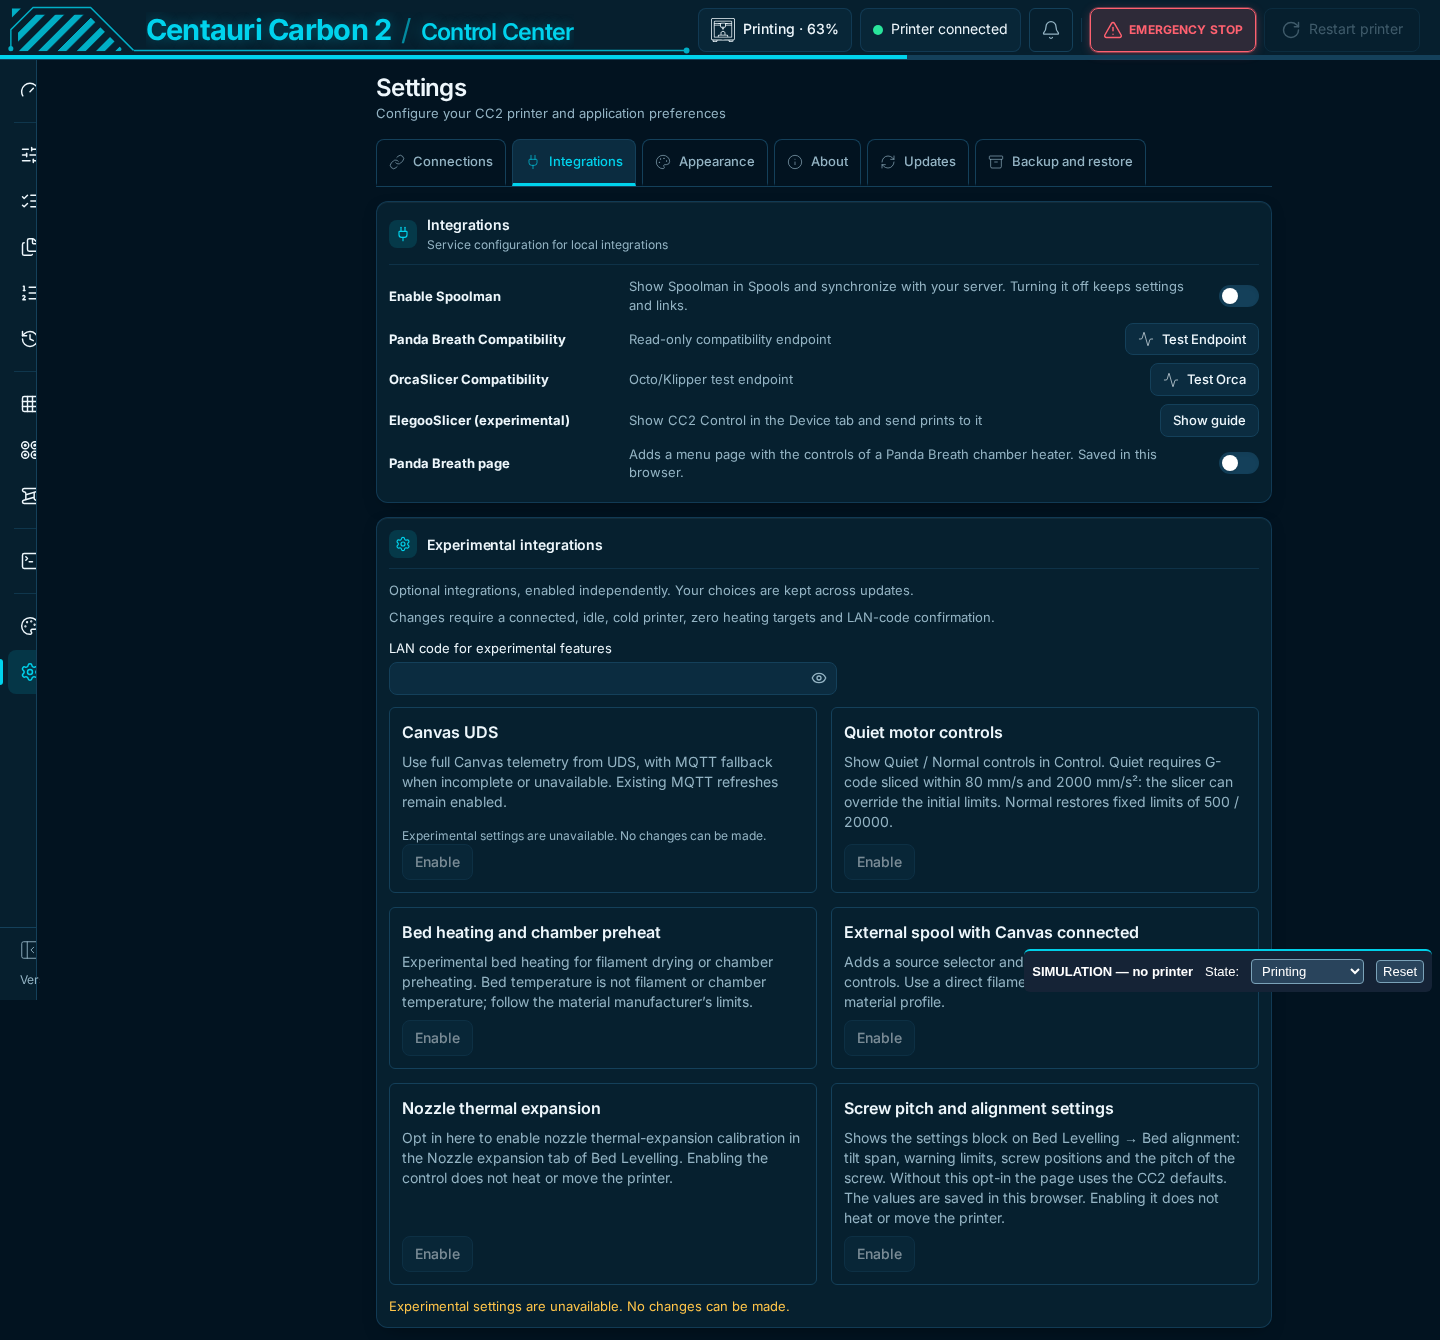 Centauri Carbon 2 / Control Center
Printing · 63%
Printer connected
EMERGENCY STOP
Restart printer
Settings
Configure your CC2 printer and application preferences
Connections
Integrations
Appearance
About
Updates
Backup and restore
Integrations
Service configuration for local integrations
Enable Spoolman
Show Spoolman in Spools and synchronize with your server. Turning it off keeps settings
and links.
Panda Breath Compatibility
Read-only compatibility endpoint
Test Endpoint
OrcaSlicer Compatibility
Octo/Klipper test endpoint
Test Orca
ElegooSlicer (experimental)
Show CC2 Control in the Device tab and send prints to it
Show guide
Panda Breath page
Adds a menu page with the controls of a Panda Breath chamber heater. Saved in this
browser.
Experimental integrations
Optional integrations, enabled independently. Your choices are kept across updates.
Changes require a connected, idle, cold printer, zero heating targets and LAN-code confirmation.
LAN code for experimental features
Canvas UDS
Use full Canvas telemetry from UDS, with MQTT fallback
when incomplete or unavailable. Existing MQTT refreshes
remain enabled.
Experimental settings are unavailable. No changes can be made.
Enable
Quiet motor controls
Show Quiet / Normal controls in Control. Quiet requires G-
code sliced within 80 mm/s and 2000 mm/s²: the slicer can
override the initial limits. Normal restores fixed limits of 500 /
20000.
Enable
Bed heating and chamber preheat
Experimental bed heating for filament drying or chamber
preheating. Bed temperature is not filament or chamber
temperature; follow the material manufacturer's limits.
Enable
External spool with Canvas connected
Adds a source selector and
controls. Use a direct filame
material profile.
Enable
Ver
SIMULATION — no printer
State:
Printing
Reset
Nozzle thermal expansion
Opt in here to enable nozzle thermal-expansion calibration in
the Nozzle expansion tab of Bed Levelling. Enabling the
control does not heat or move the printer.
Enable
Screw pitch and alignment settings
Shows the settings block on Bed Levelling → Bed alignment:
tilt span, warning limits, screw positions and the pitch of the
screw. Without this opt-in the page uses the CC2 defaults.
The values are saved in this browser. Enabling it does not
heat or move the printer.
Enable
Experimental settings are unavailable. No changes can be made.